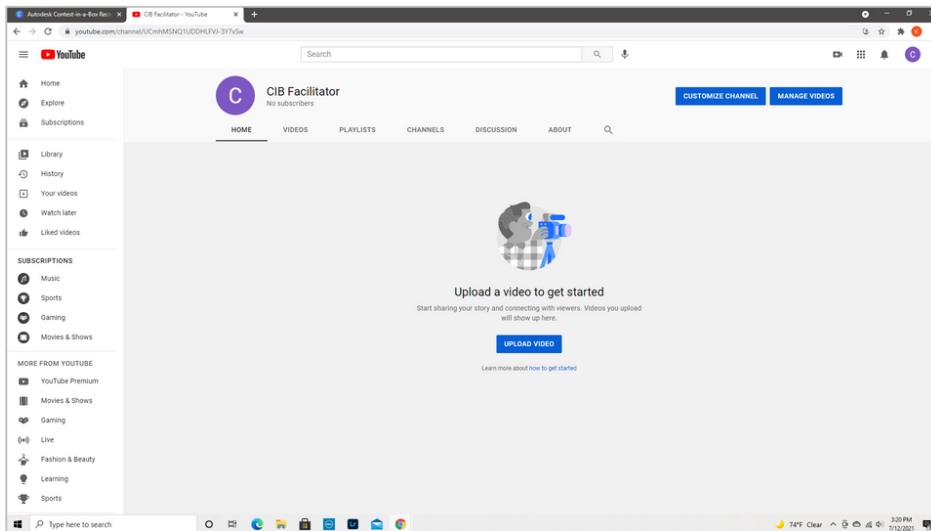 Autodesk Contest-in-a-Box Reci
CIB Facilitator - YouTube
youtube.com/channel/UCmhMSNQ1UDDHLFVJ-3Y7vSw
YouTube
Search
C
Home
Explore
Subscriptions
Library
History
Your videos
Watch later
Liked videos
SUBSCRIPTIONS
Music
Sports
Gaming
Movies & Shows
MORE FROM YOUTUBE
YouTube Premium
Movies & Shows
Gaming
Live
Fashion & Beauty
Learning
Sports
C
CIB Facilitator
No subscribers
CUSTOMIZE CHANNEL
MANAGE VIDEOS
HOME VIDEOS PLAYLISTS CHANNELS DISCUSSION ABOUT
Upload a video to get started
Start sharing your story and connecting with viewers. Videos you upload
will show up here.
UPLOAD VIDEO
Learn more about how to get started
Type here to search
74°F Clear
3:20 PM
7/12/2021